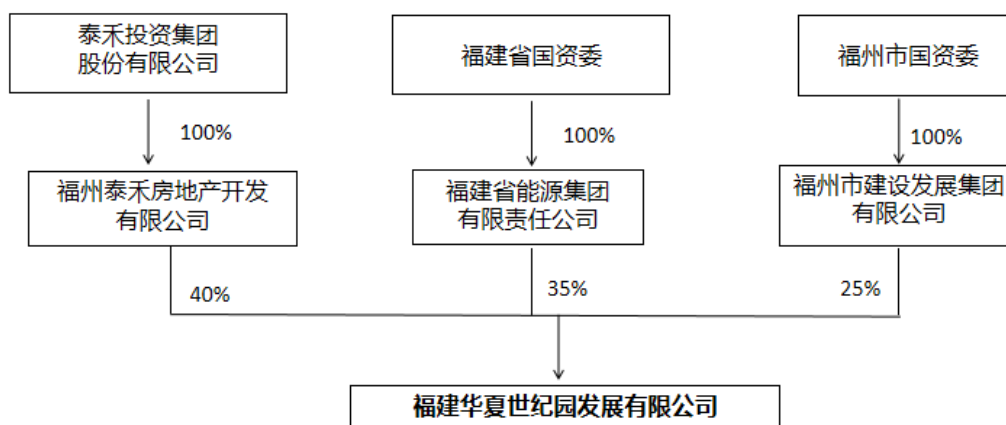 泰禾投资集团
股份有限公司
福建省国资委
福州市国资委
100%
100%
100%
福州泰禾房地产开发
有限公司
福建省能源集团
有限责任公司
福州市建设发展集团
有限公司
40%
35%
25%
福建华夏世纪园发展有限公司